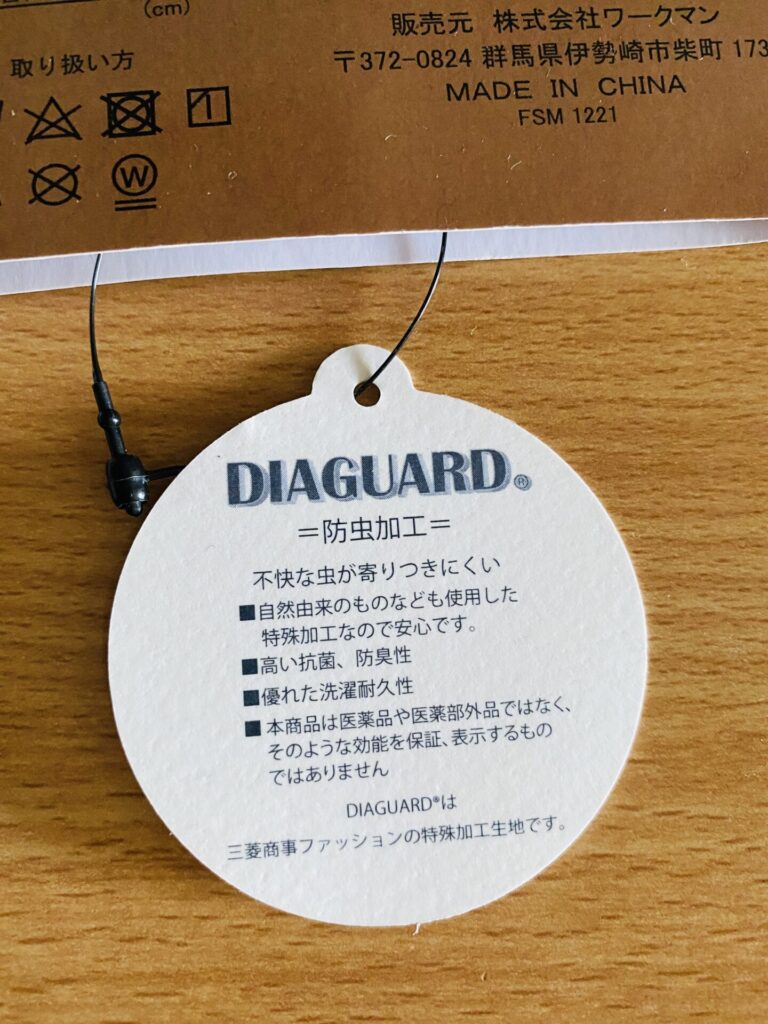 (cm)
取り扱い方
販売元 株式会社ワークマン
〒372-0824 群馬県伊勢崎市柴町 173
MADE IN CHINA
FSM 1221
W
DIAGUARD®
=防虫加工=
不快な虫が寄りつきにくい
■自然由来のものなども使用した
特殊加工なので安心です。
■高い抗菌、防臭性
■優れた洗濯耐久性
■本商品は医薬品や医薬部外品ではなく、
そのような効能を保証、表示するもの
ではありません
DIAGUARD®は
三菱商事ファッションの特殊加工生地です。